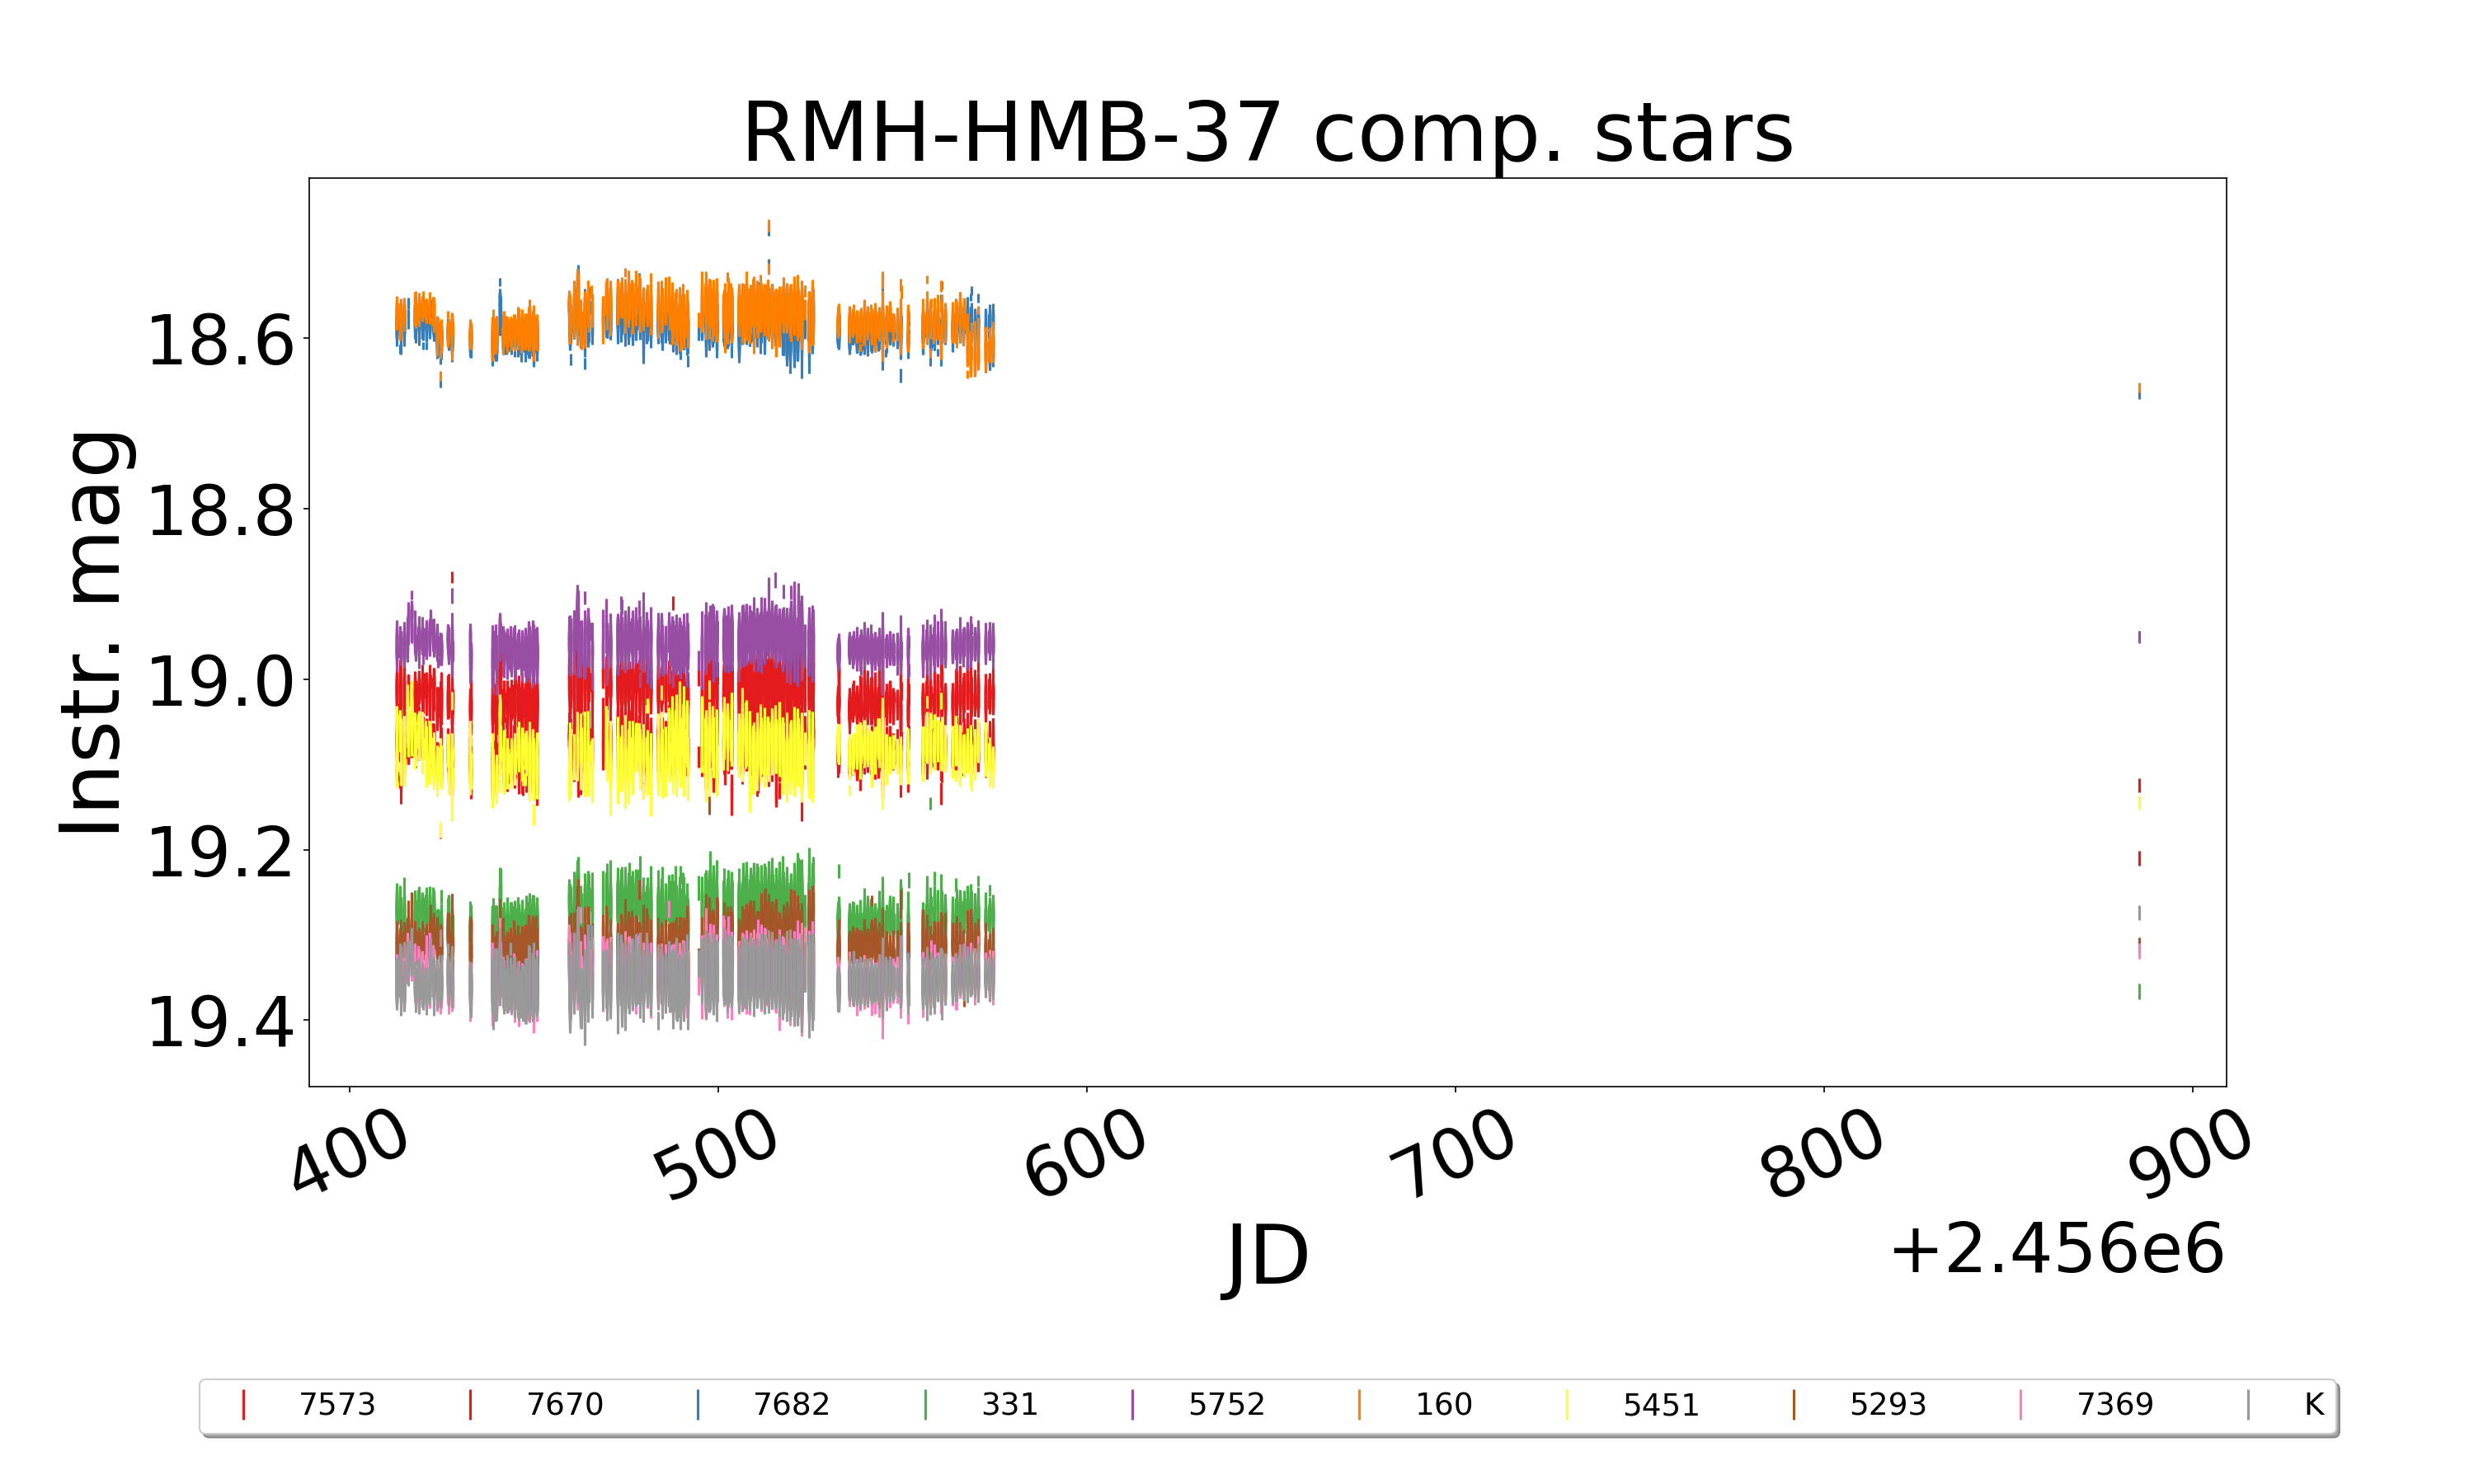 RMH-HMB-37 comp. stars
Instr. mag
18.6
18.8
19.0
19.2
19.4
400 500 600 700 800 900
JD
+2.456e6
7573 7670 7682 331 5752 160 5451 5293 7369 K